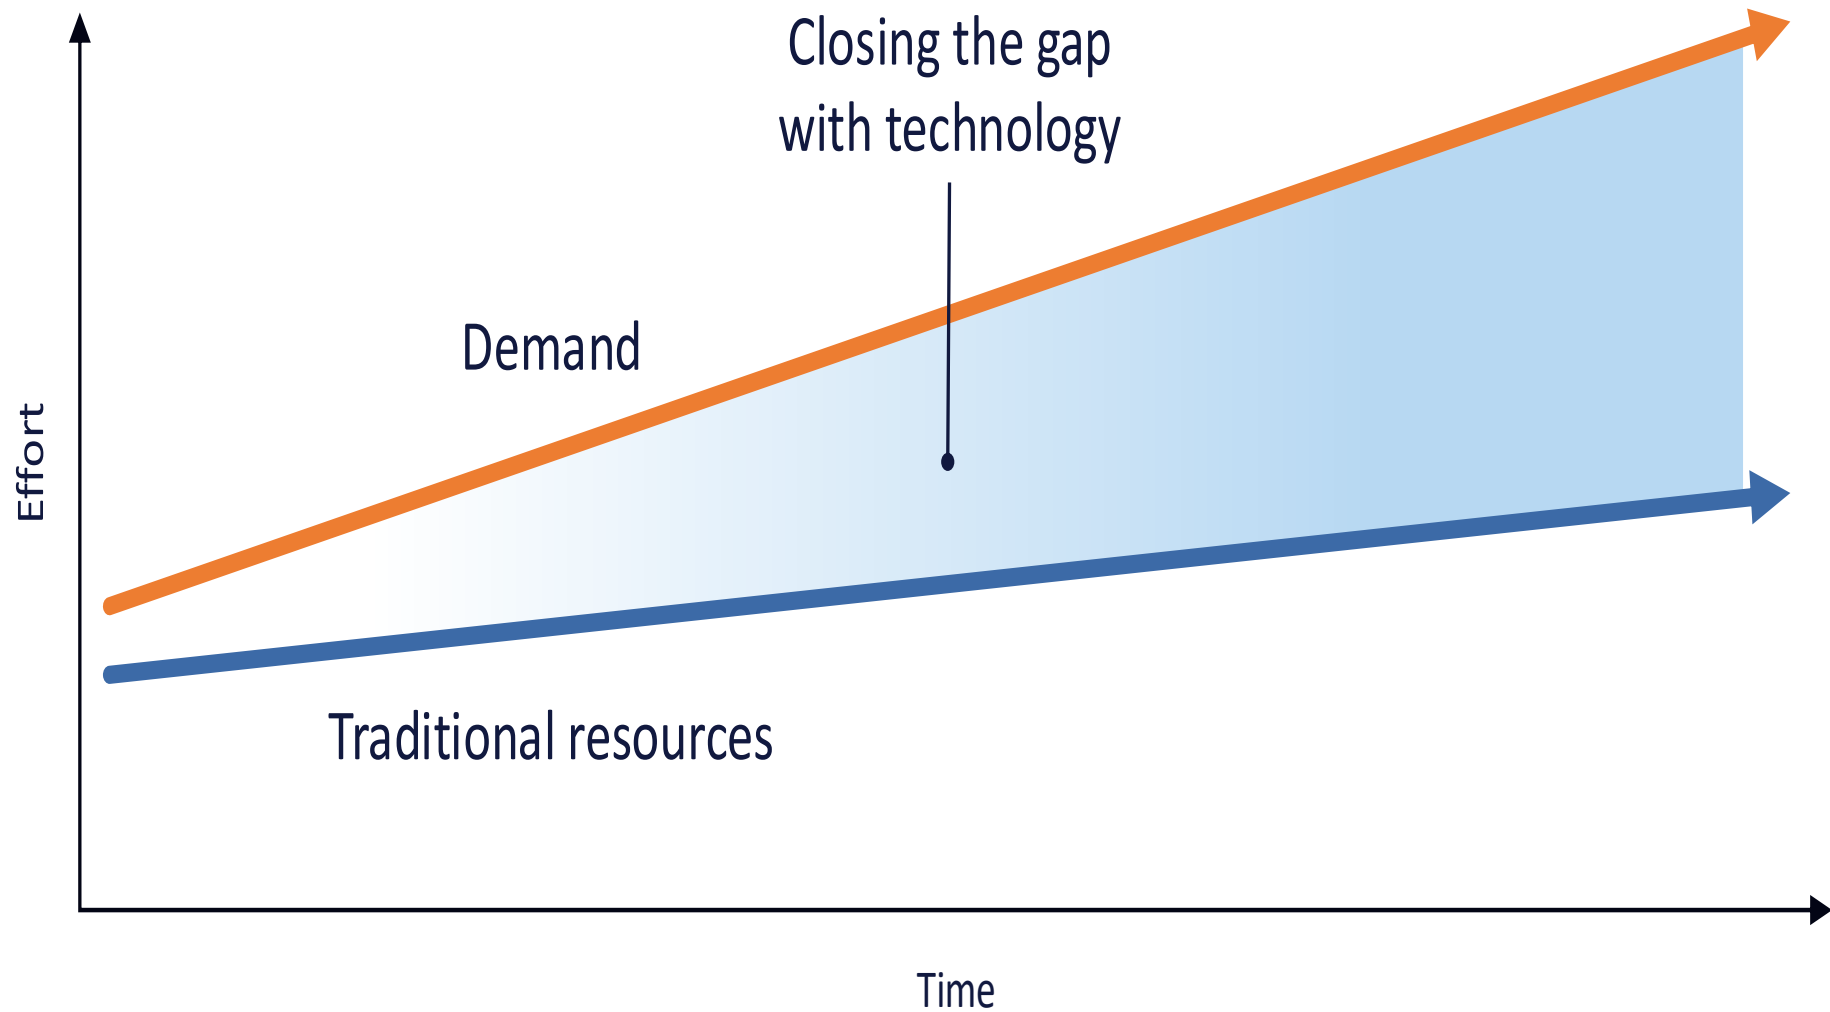 Closing the gap
with technology
Demand
Effort
Traditional resources
Time